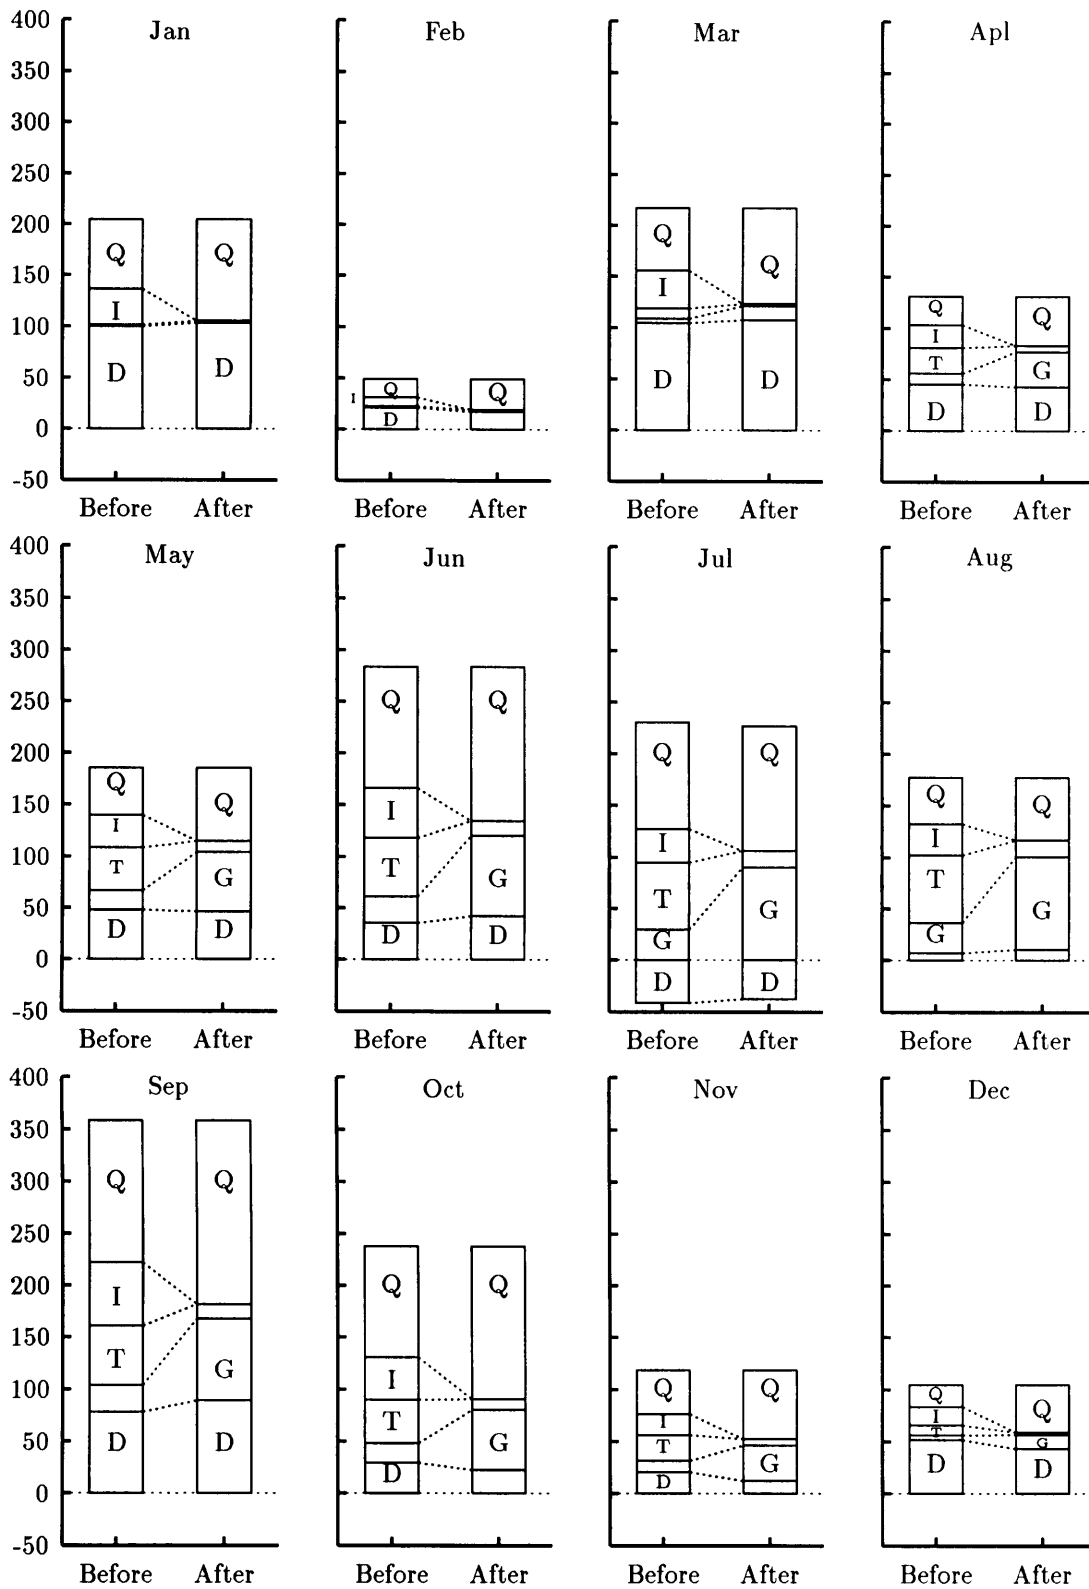 Jan Feb Mar Apl
400
350
300
250
200
150
100
50
0
-50
Q Q
I
D D
Q Q
I
D
Q Q
I
D D
Q Q
I
T G
D D
Before After Before After Before After Before After
May Jun Jul Aug
400
350
300
250
200
150
100
50
0
-50
Q Q
I
T G
D D
Q Q
I
T G
D D
Q Q
I
T G
G
D D
Q Q
I
T G
G
Before After Before After Before After Before After
Sep Oct Nov Dec
400
350
300
250
200
150
100
50
0
-50
Q Q
I
T G
D D
Q Q
I
T G
D
Q Q
I
T G
D
Q Q
I
T G
D D
Before After Before After Before After Before After